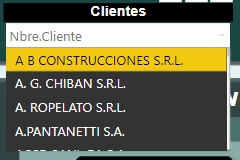 Clientes
Nbre.Cliente
A B CONSTRUCCIONES S.R.L.
A. G. CHIBAN S.R.L.
A. ROPELATO S.R.L.
A.PANTANETTI S.A.